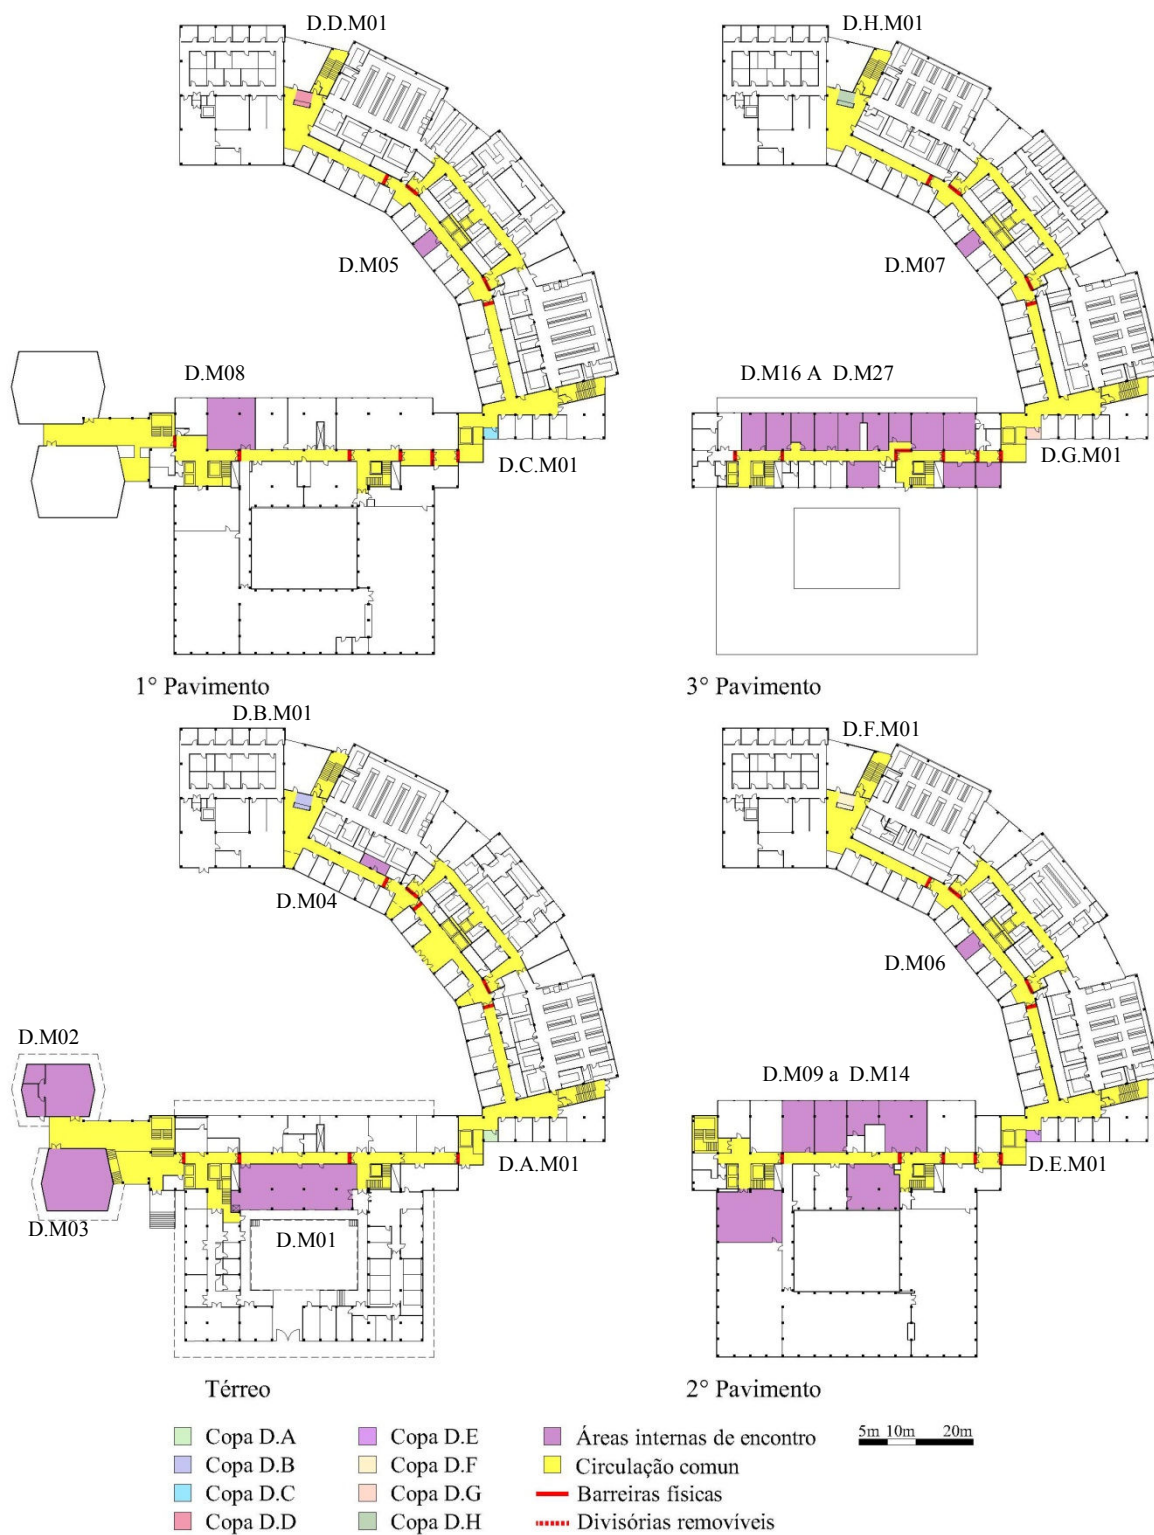 D.D.M01
D.H.M01
D.M05
D.M07
D.M08
D.M16 A D.M27
D.C.M01
D.G.M01
1° Pavimento
3° Pavimento
D.B.M01
D.F.M01
D.M04
D.M06
D.M02
D.M09 a D.M14
D.A.M01
D.E.M01
D.M03
D.M01
Térreo
2° Pavimento
Copa D.A
Copa D.E
Áreas internas de encontro
5m 10m 20m
Copa D.B
Copa D.F
Circulação comun
Copa D.C
Copa D.G
Barreiras fisicas
Copa D.D
Copa D.H
Divisórias removíveis